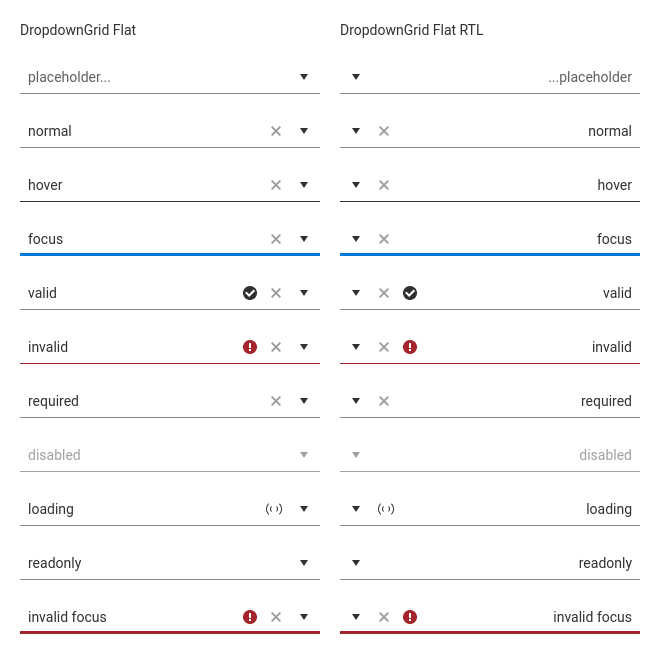 DropdownGrid Flat
DropdownGrid Flat RTL
placeholder...
...placeholder
normal
normal
hover
hover
focus
focus
valid
valid
invalid
invalid
required
required
disabled
disabled
loading
loading
readonly
readonly
invalid focus
invalid focus